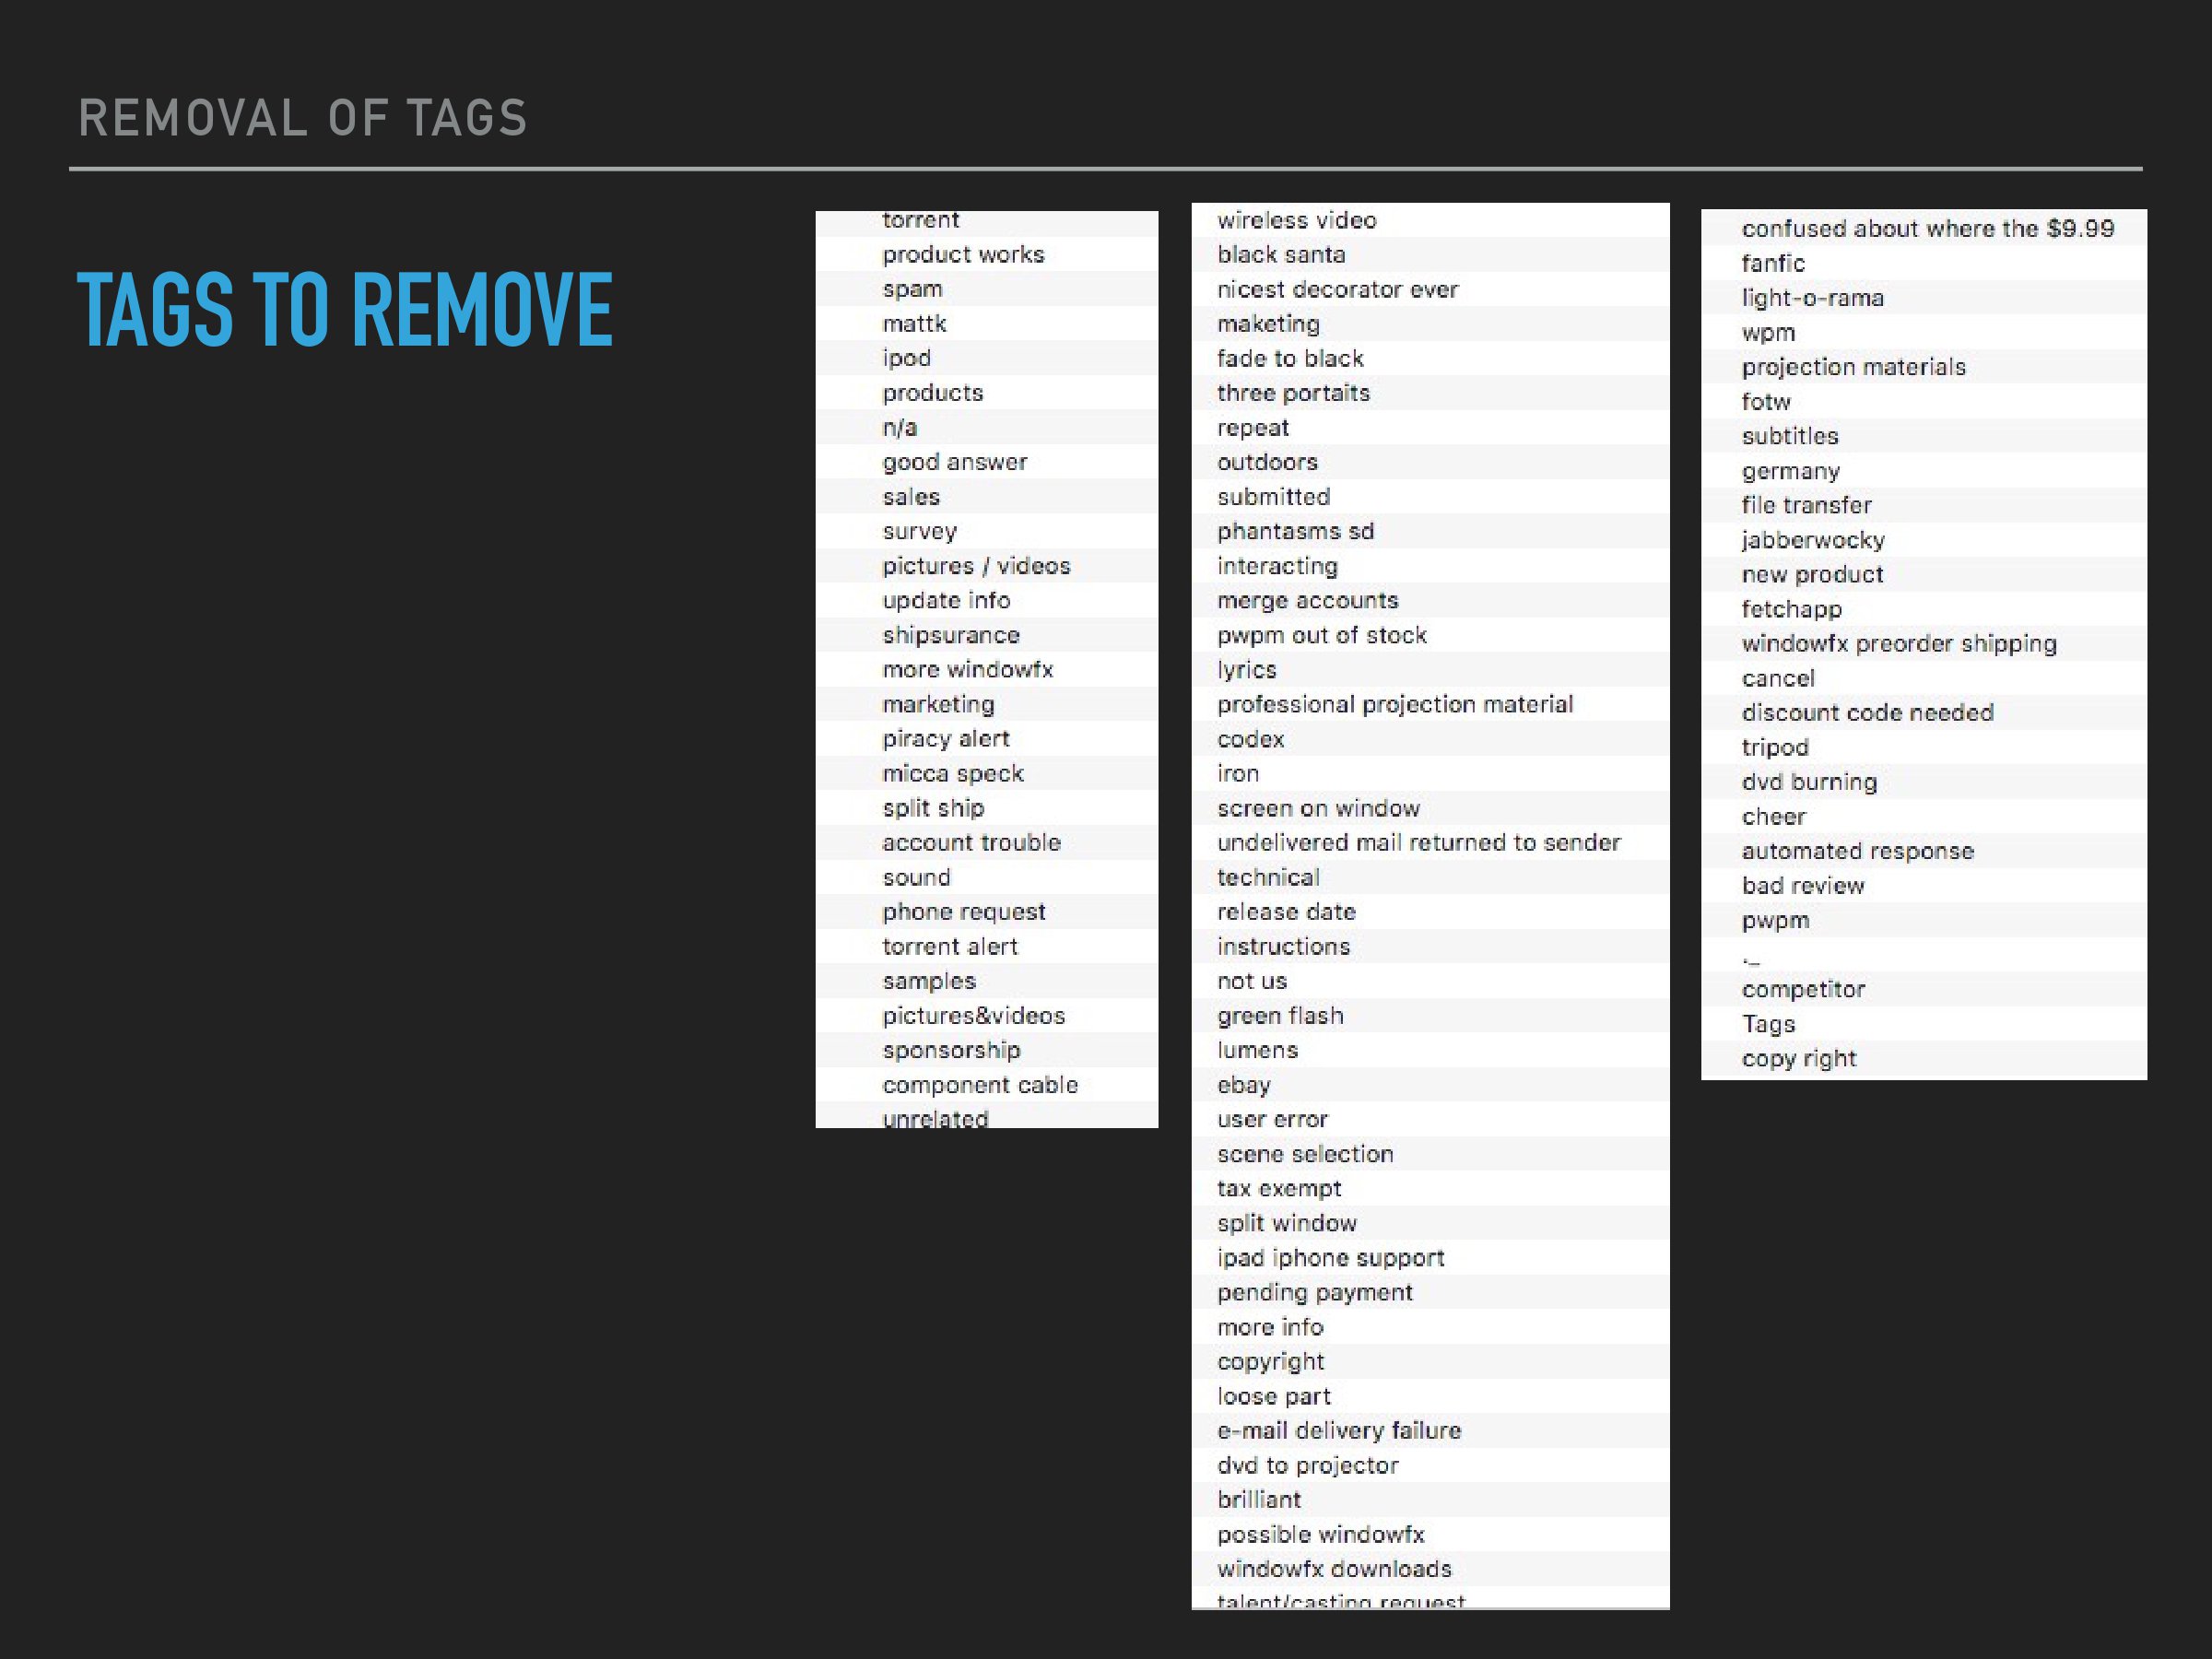 REMOVAL OF TAGS
TAGS TO REMOVE
torrent
product works
spam
mattk
ipod
products
n/a
good answer
sales
survey
pictures / videos
update info
shipsurance
more windowfx
marketing
piracy alert
micca speck
split ship
account trouble
sound
phone request
torrent alert
samples
pictures&videos
sponsorship
component cable
unrelated
wireless video
black santa
nicest decorator ever
maketing
fade to black
three portaits
repeat
outdoors
submitted
phantasms sd
interacting
merge accounts
pwpm out of stock
lyrics
professional projection material
codex
iron
screen on window
undelivered mail returned to sender
technical
release date
instructions
not us
green flash
lumens
ebay
user error
scene selection
tax exempt
split window
ipad iphone support
pending payment
more info
copyright
loose part
e-mail delivery failure
dvd to projector
brilliant
possible windowfx
windowfx downloads
talent/casting request
confused about where the $9.99
fanfic
light-o-rama
wpm
projection materials
fotw
subtitles
germany
file transfer
jabberwocky
new product
fetchapp
windowfx preorder shipping
cancel
discount code needed
tripod
dvd burning
cheer
automated response
bad review
pwpm
._
competitor
Tags
copy right